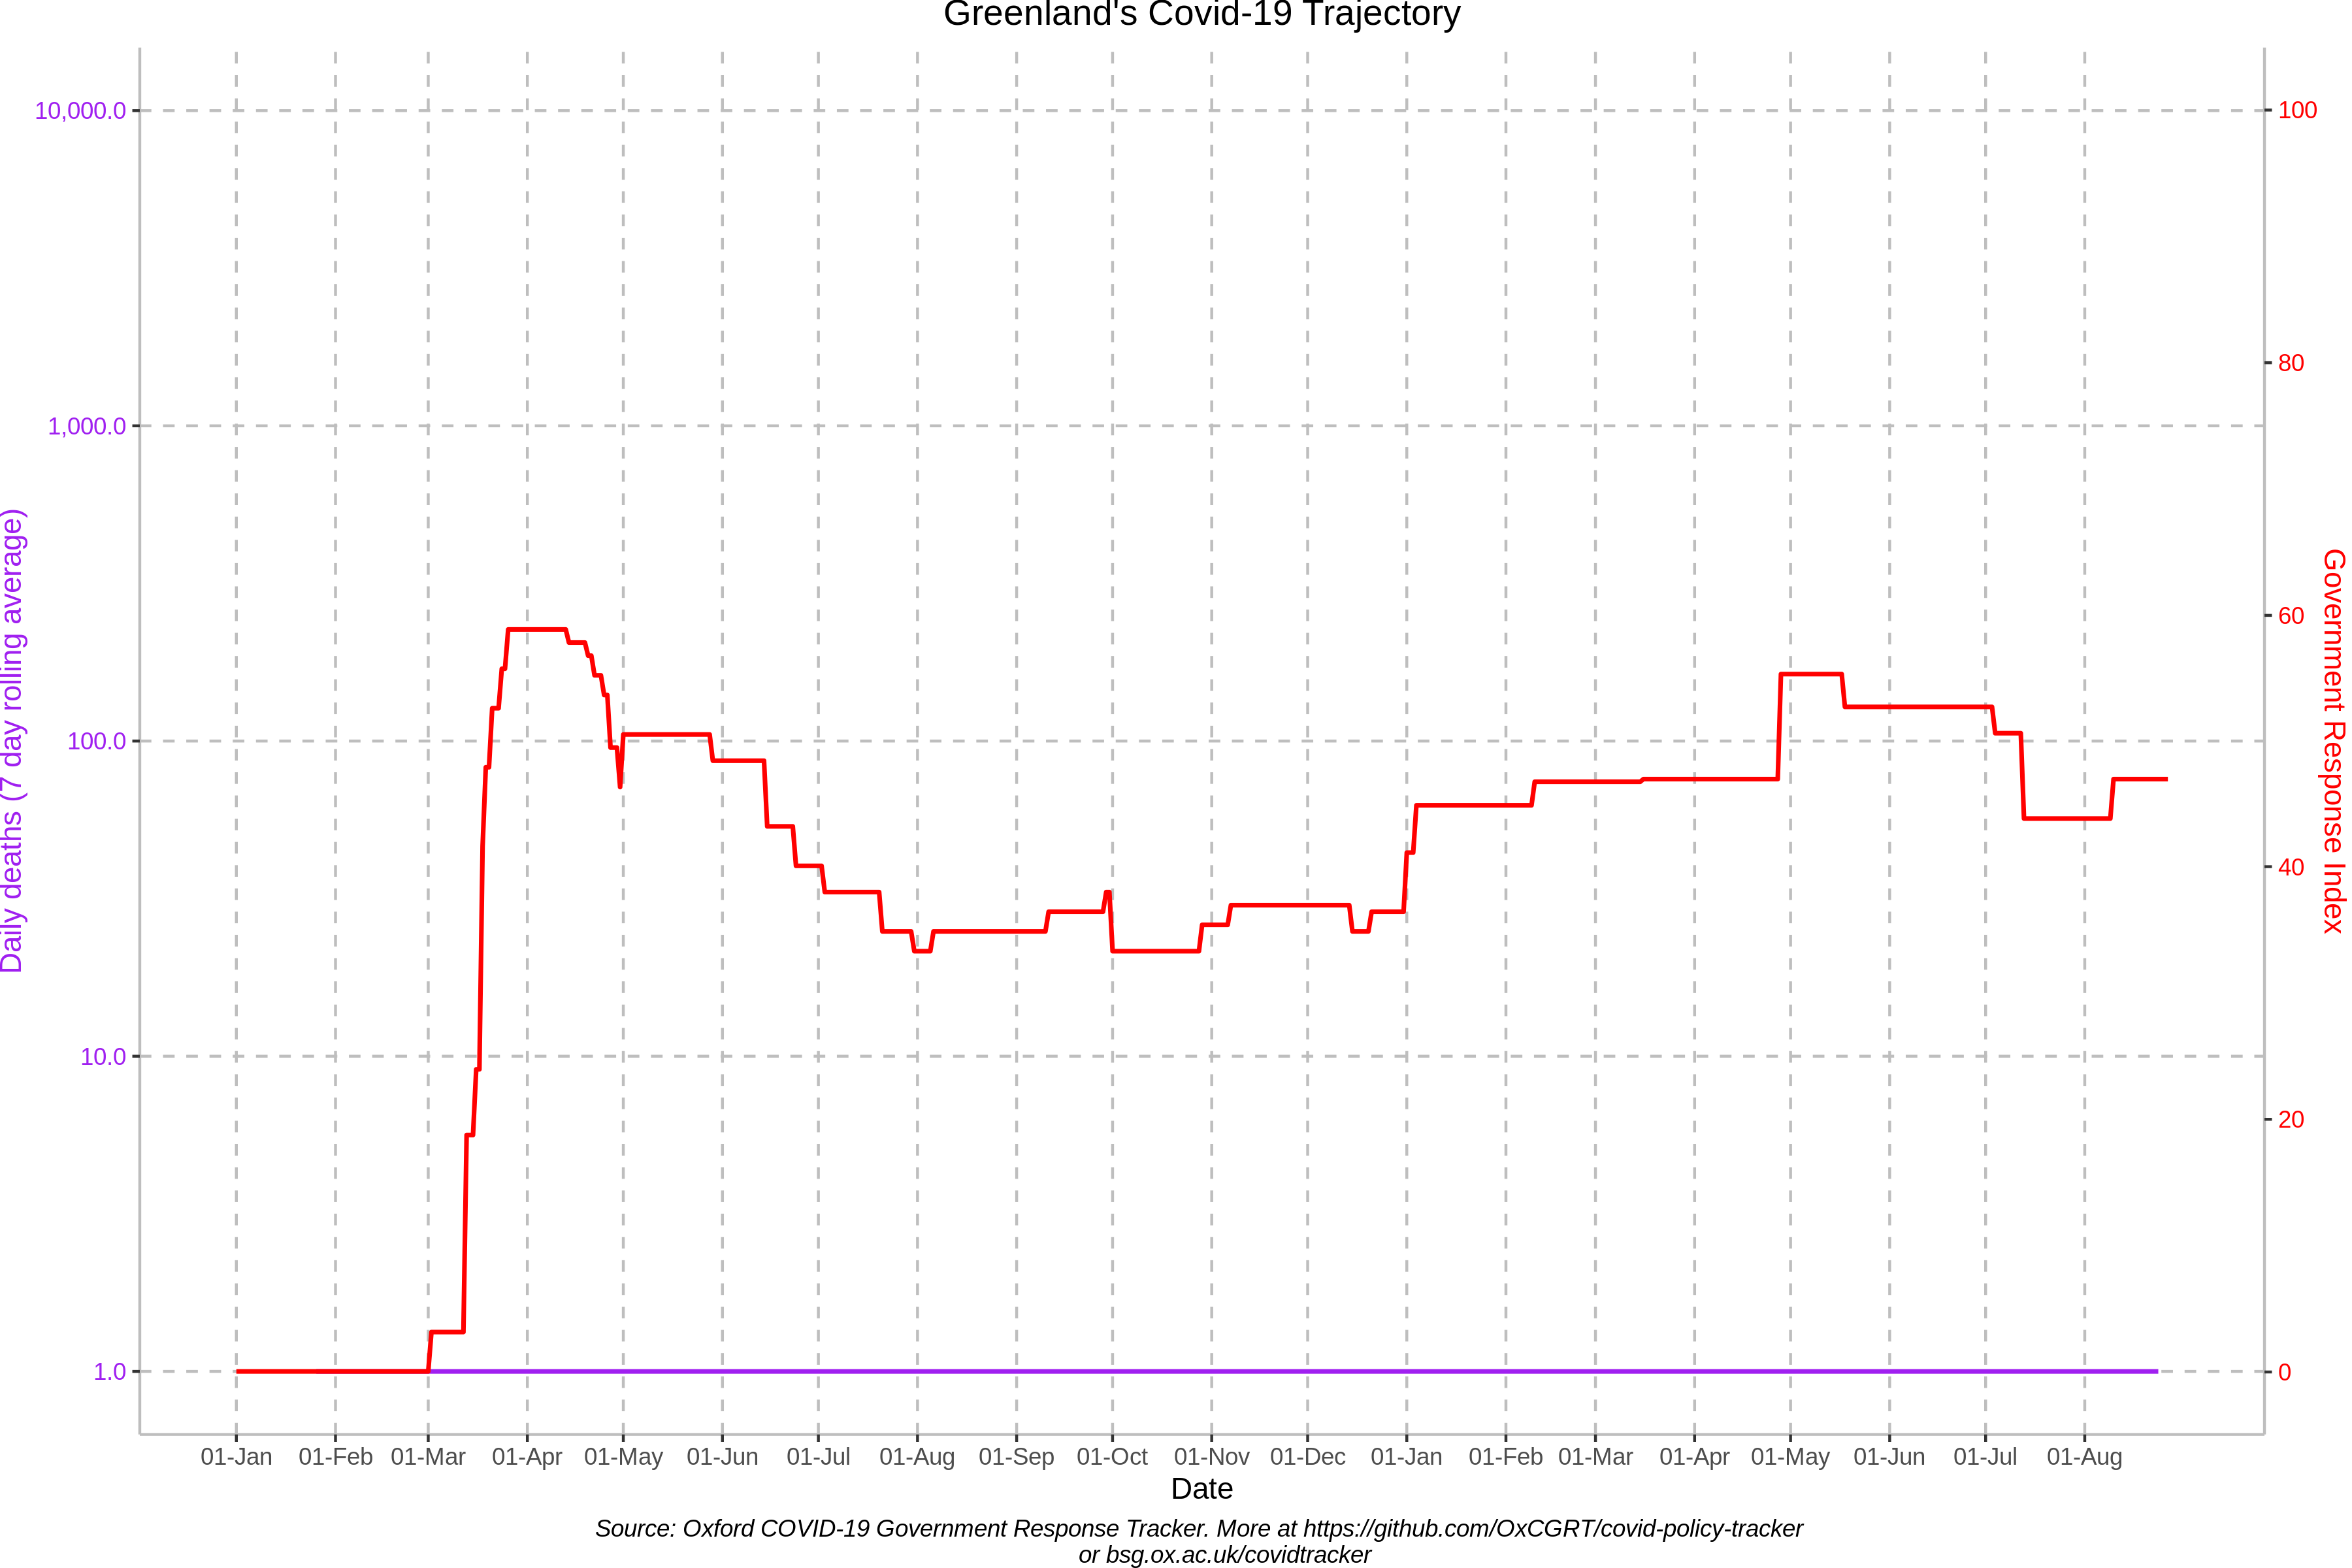 Greenland's Covid-19 Trajectory
10,000.0
1,000.0
100.0
10.0
1.0
Daily deaths (7 day rolling average)
100
80
60
40
20
0
Government Response Index
01-Jan 01-Feb 01-Mar 01-Apr 01-May 01-Jun 01-Jul 01-Aug 01-Sep 01-Oct 01-Nov 01-Dec 01-Jan 01-Feb 01-Mar 01-Apr 01-May 01-Jun 01-Jul 01-Aug
Date
Source: Oxford COVID-19 Government Response Tracker. More at https://github.com/OxCGRT/covid-policy-tracker
or bsg.ox.ac.uk/covidtracker